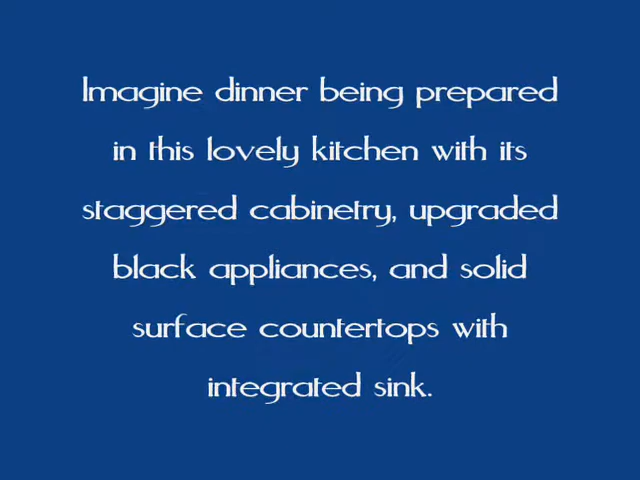 Imagine dinner being prepared
in this lovely kitchen with its
staggered cabinetry, upgraded
black appliances, and solid
surface countertops with
integrated sink.